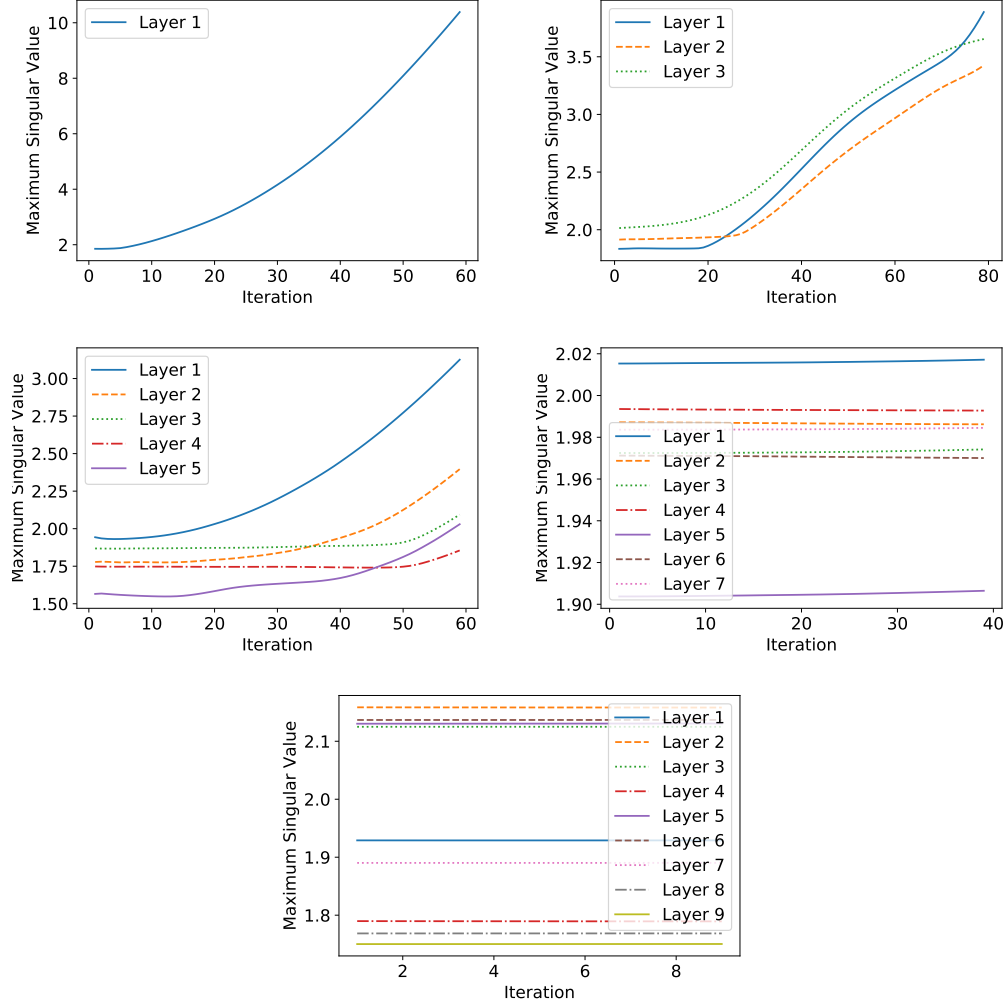 Maximum Singular Value
10
8
6
4
2
Layer 1
0 10 20 30 40 50 60
Iteration
Maximum Singular Value
3.5
3.0
2.5
2.0
Layer 1
Layer 2
Layer 3
0 20 40 60 80
Iteration
Maximum Singular Value
3.00
2.75
2.50
2.25
2.00
1.75
1.50
Layer 1
Layer 2
Layer 3
Layer 4
Layer 5
0 10 20 30 40 50 60
Iteration
Maximum Singular Value
2.02
2.00
1.98
1.96
1.94
1.92
1.90
Layer 1
Layer 2
Layer 3
Layer 4
Layer 5
Layer 6
Layer 7
0 10 20 30 40
Iteration
Maximum Singular Value
2.1
2.0
1.9
1.8
Layer 1
Layer 2
Layer 3
Layer 4
Layer 5
Layer 6
Layer 7
Layer 8
Layer 9
2 4 6 8
Iteration